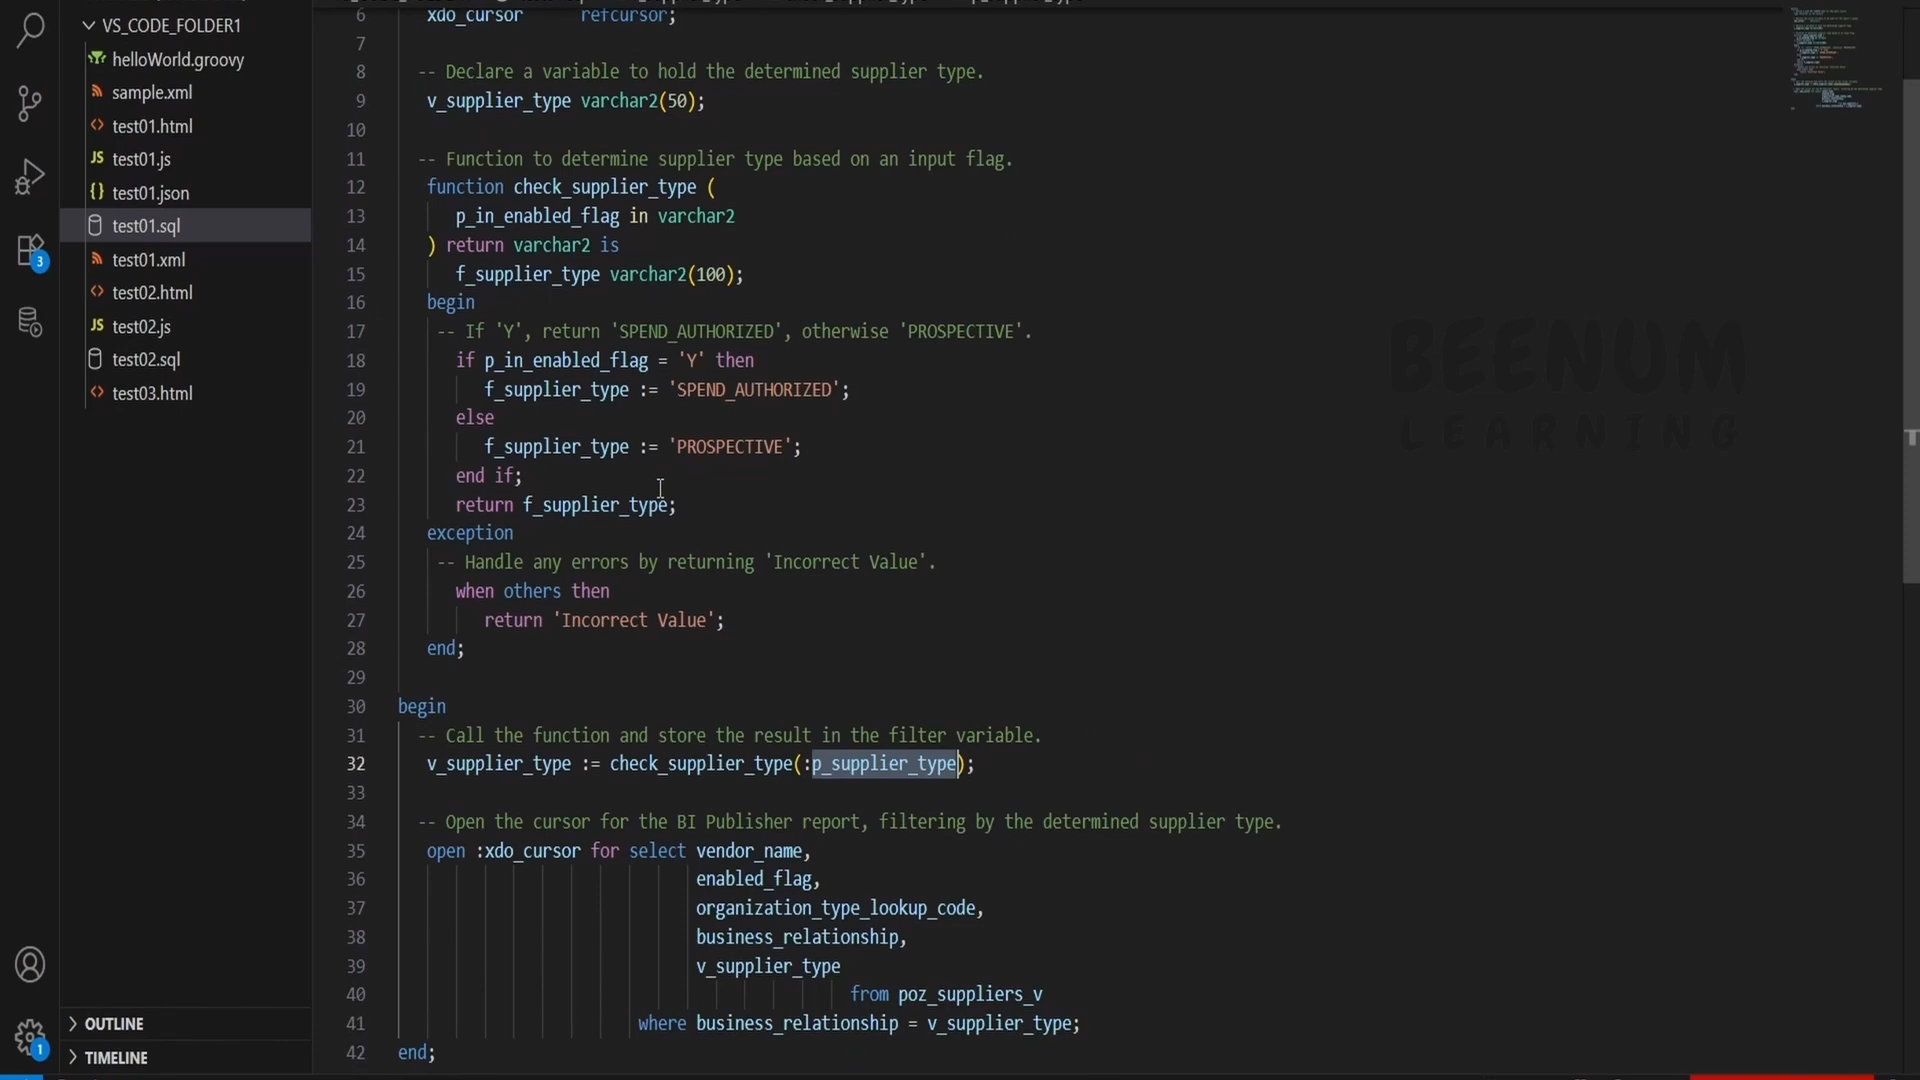 VS_CODE_FOLDER1
helloWorld.groovy
sample.xml
test01.html
JS test01.js
{} test01.json
test01.sql
3
test01.xml
test02.html
JS test02.js
test02.sql
test03.html
OUTLINE
1
TIMELINE
6 xdo_cursor refcursor;
7
8 -- Declare a variable to hold the determined supplier type.
9 v_supplier_type varchar2(50);
10
11 -- Function to determine supplier type based on an input flag.
12 function check_supplier_type (
13 p_in_enabled_flag in varchar2
14 ) return varchar2 is
15 f_supplier_type varchar2(100);
16 begin
17 -- If 'Y', return 'SPEND_AUTHORIZED', otherwise 'PROSPECTIVE'.
18 if p_in_enabled_flag = 'Y' then
19 f_supplier_type := 'SPEND_AUTHORIZED';
20 else
21 f_supplier_type := 'PROSPECTIVE';
22 end if;
23 return f_supplier_type;
24 exception
25 -- Handle any errors by returning 'Incorrect Value'.
26 when others then
27 return 'Incorrect Value';
28 end;
29
30 begin
31 -- Call the function and store the result in the filter variable.
32 v_supplier_type := check_supplier_type(:p_supplier_type);
33
34 -- Open the cursor for the BI Publisher report, filtering by the determined supplier type.
35 open :xdo_cursor for select vendor_name,
36 enabled_flag,
37 organization_type_lookup_code,
38 business_relationship,
39 v_supplier_type
40 from poz_suppliers_v
41 where business_relationship = v_supplier_type;
42 end;
BEENUM
LEARNING